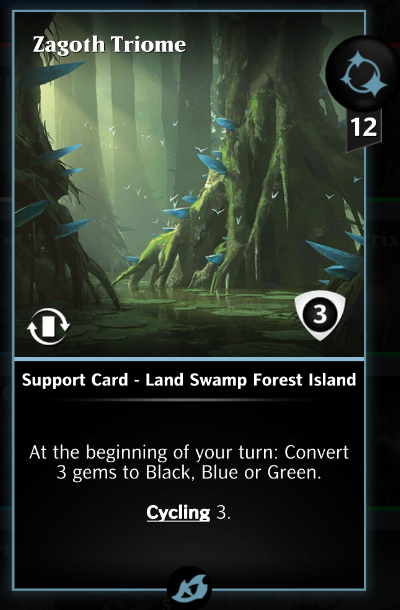 Zagoth Triome
12
3
Support Card - Land Swamp Forest Island
At the beginning of your turn: Convert
3 gems to Black, Blue or Green.
Cycling 3.